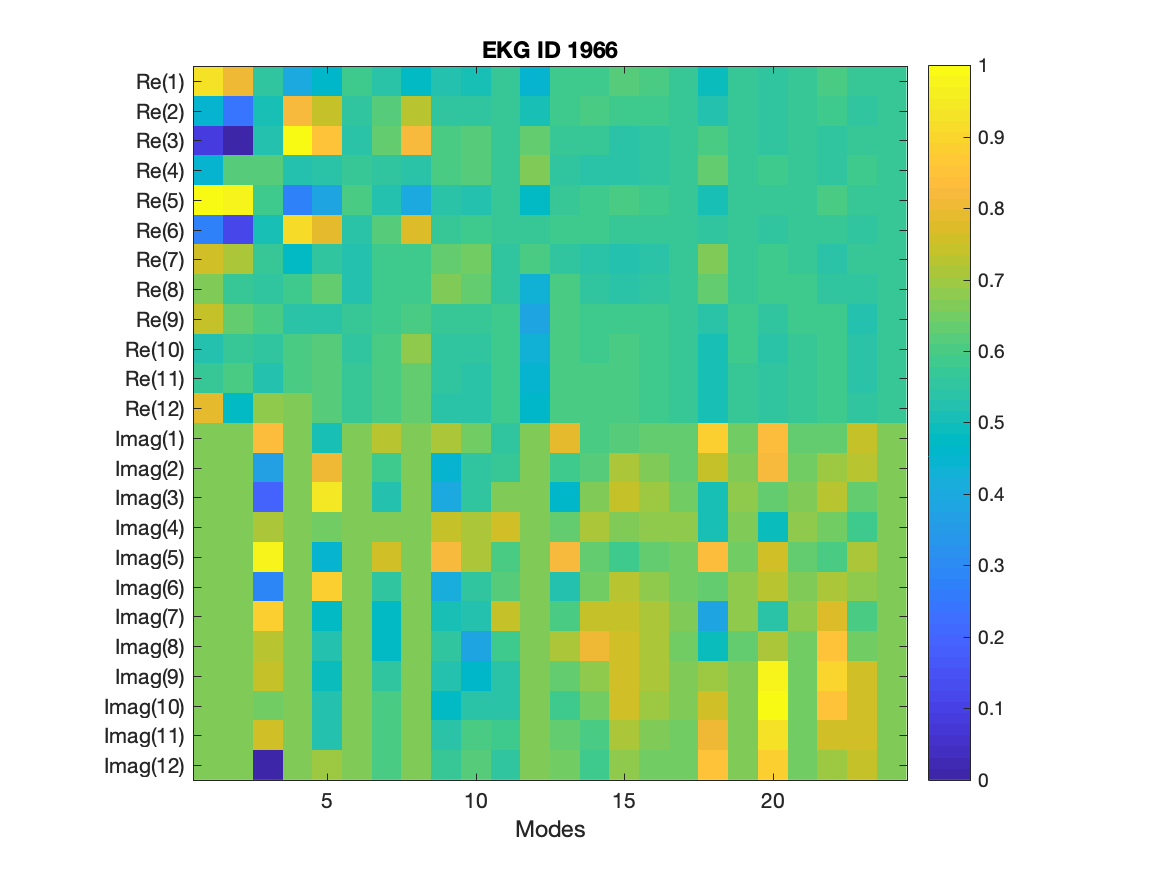 EKG ID 1966
Re(1)
Re(2)
Re(3)
Re(4)
Re(5)
Re(6)
Re(7)
Re(8)
Re(9)
Re(10)
Re(11)
Re(12)
Imag(1)
Imag(2)
Imag(3)
Imag(4)
Imag(5)
Imag(6)
Imag(7)
Imag(8)
Imag(9)
Imag(10)
Imag(11)
Imag(12)
5 10 15 20
Modes
1
0.9
0.8
0.7
0.6
0.5
0.4
0.3
0.2
0.1
0